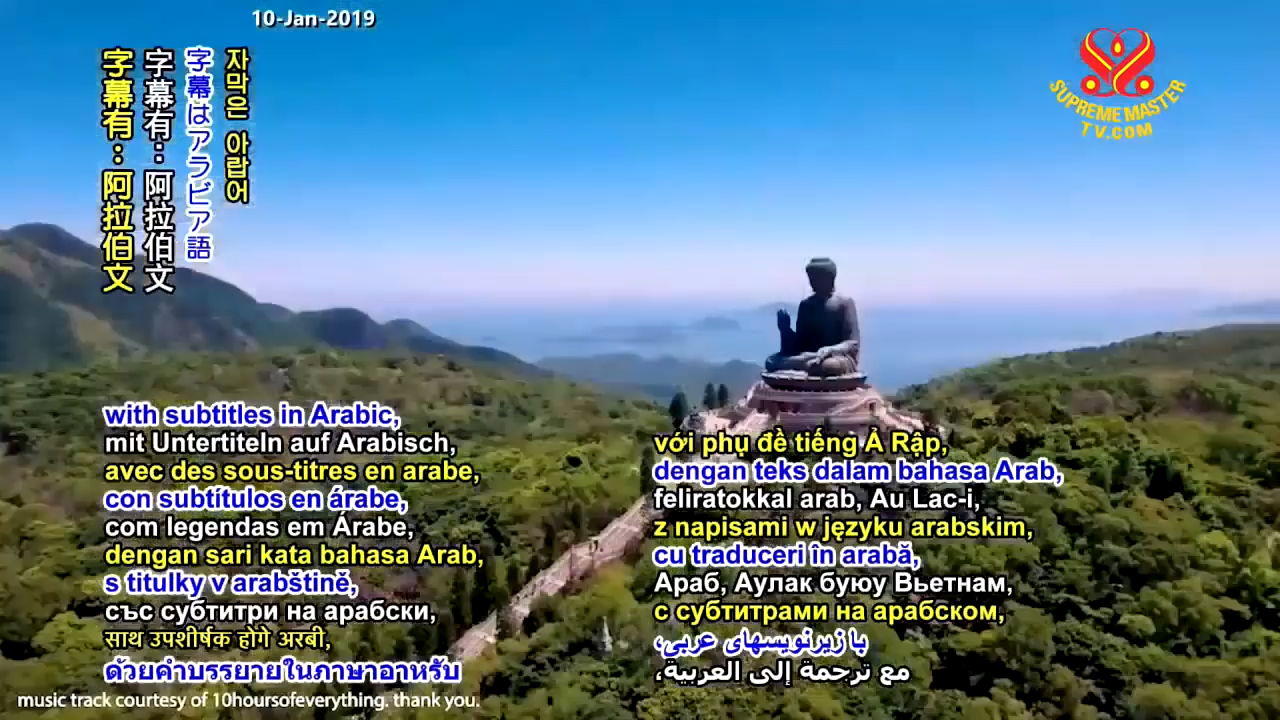 10-Jan-2019
자막은 아랍어
字幕はアラビア語
字幕有：阿拉伯文
字幕有：阿拉伯文
SUPREME MASTER
TV.COM
with subtitles in Arabic,
mit Untertiteln auf Arabisch,
avec des sous-titres en arabe,
con subtítulos en árabe,
com legendas em Árabe,
dengan sari kata bahasa Arab,
s titulky v arabštině,
със субтитри на арабски,
साथ उपशीर्षक होंगे अरबी,
ด้วยคำบรรยายในภาษาอาหรับ
với phụ đề tiếng Ả Rập,
dengan teks dalam bahasa Arab,
feliratokkal arab, Au Lac-i,
z napisami w języku arabskim,
cu traduceri în arabă,
Араб, Аулак буюу Вьетнам,
с субтитрами на арабском,
با زیرنویسهای عربی،
مع ترجمة إلى العربية،
music track courtesy of 10hoursofeverything. thank you.